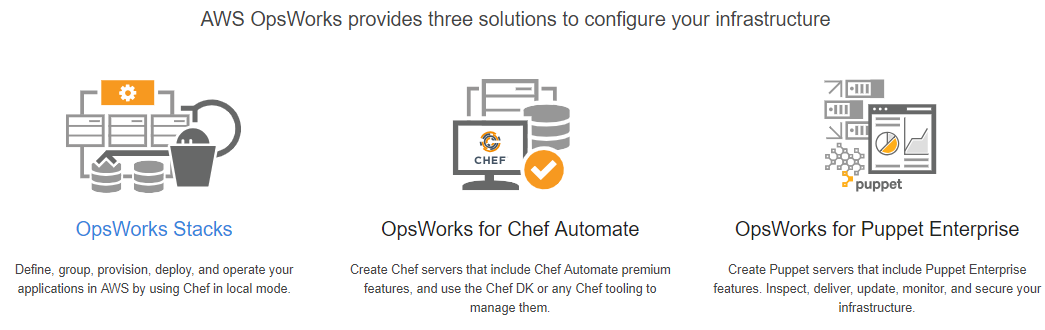 AWS OpsWorks provides three solutions to configure your infrastructure
CHEF
puppet
OpsWorks Stacks
OpsWorks for Chef Automate
OpsWorks for Puppet Enterprise
Define, group, provision, deploy, and operate your
applications in AWS by using Chef in local mode.
Create Chef servers that include Chef Automate premium
features, and use the Chef DK or any Chef tooling to
manage them.
Create Puppet servers that include Puppet Enterprise
features. Inspect, deliver, update, monitor, and secure your
infrastructure.